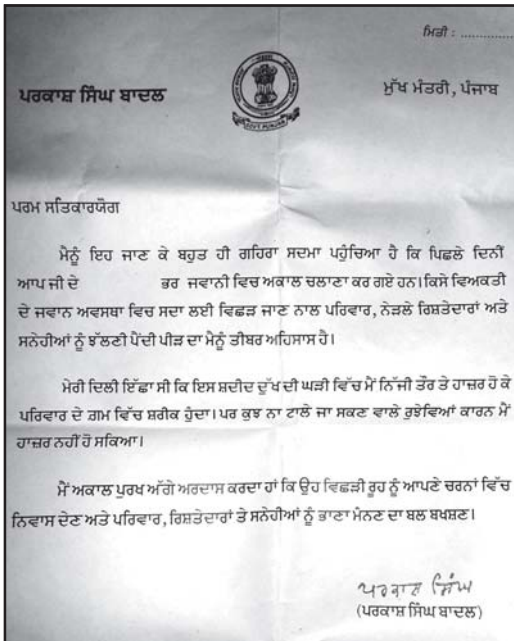 ਮਿਤੀ : ..............
ਪਰਕਾਸ਼ ਸਿੰਘ ਬਾਦਲ
ਮੁੱਖ ਮੰਤਰੀ, ਪੰਜਾਬ
GOVT. PUNJAB
ਪਰਮ ਸਤਿਕਾਰਯੋਗ
ਮੈਨੂੰ ਇਹ ਜਾਣ ਕੇ ਬਹੁਤ ਹੀ ਗਹਿਰਾ ਸਦਮਾ ਪਹੁੰਚਿਆ ਹੈ ਕਿ ਪਿਛਲੇ ਦਿਨੀਂ
ਆਪ ਜੀ ਦੇ ਭਰ ਜਵਾਨੀ ਵਿਚ ਅਕਾਲ ਚਲਾਣਾ ਕਰ ਗਏ ਹਨ। ਕਿਸੇ ਵਿਅਕਤੀ
ਦੇ ਜਵਾਨ ਅਵਸਥਾ ਵਿਚ ਸਦਾ ਲਈ ਵਿਛੜ ਜਾਣ ਨਾਲ ਪਰਿਵਾਰ, ਨੇੜਲੇ ਰਿਸ਼ਤੇਦਾਰਾਂ ਅਤੇ
ਸਨੇਹੀਆਂ ਨੂੰ ਝੱਲਣੀ ਪੈਂਦੀ ਪੀੜ ਦਾ ਮੈਨੂੰ ਤੀਬਰ ਅਹਿਸਾਸ ਹੈ।
ਮੇਰੀ ਦਿਲੀ ਇੱਛਾ ਸੀ ਕਿ ਇਸ ਸ਼ਦੀਦ ਦੁੱਖ ਦੀ ਘੜੀ ਵਿੱਚ ਮੈਂ ਨਿੱਜੀ ਤੌਰ ਤੇ ਹਾਜ਼ਰ ਹੋ ਕੇ
ਪਰਿਵਾਰ ਦੇ ਗ਼ਮ ਵਿੱਚ ਸ਼ਰੀਕ ਹੁੰਦਾ। ਪਰ ਕੁਝ ਨਾ ਟਾਲੇ ਜਾ ਸਕਣ ਵਾਲੇ ਰੁਝੇਵਿਆਂ ਕਾਰਨ ਮੈਂ
ਹਾਜ਼ਰ ਨਹੀਂ ਹੋ ਸਕਿਆ।
ਮੈਂ ਅਕਾਲ ਪੁਰਖ ਅੱਗੇ ਅਰਦਾਸ ਕਰਦਾ ਹਾਂ ਕਿ ਉਹ ਵਿਛੜੀ ਰੂਹ ਨੂੰ ਆਪਣੇ ਚਰਨਾਂ ਵਿੱਚ
ਨਿਵਾਸ ਦੇਣ ਅਤੇ ਪਰਿਵਾਰ, ਰਿਸ਼ਤੇਦਾਰਾਂ ਤੇ ਸਨੇਹੀਆਂ ਨੂੰ ਭਾਣਾ ਮੰਨਣ ਦਾ ਬਲ ਬਖਸ਼ਣ।
ਪਰਕਾਸ਼ ਸਿੰਘ
(ਪਰਕਾਸ਼ ਸਿੰਘ ਬਾਦਲ)